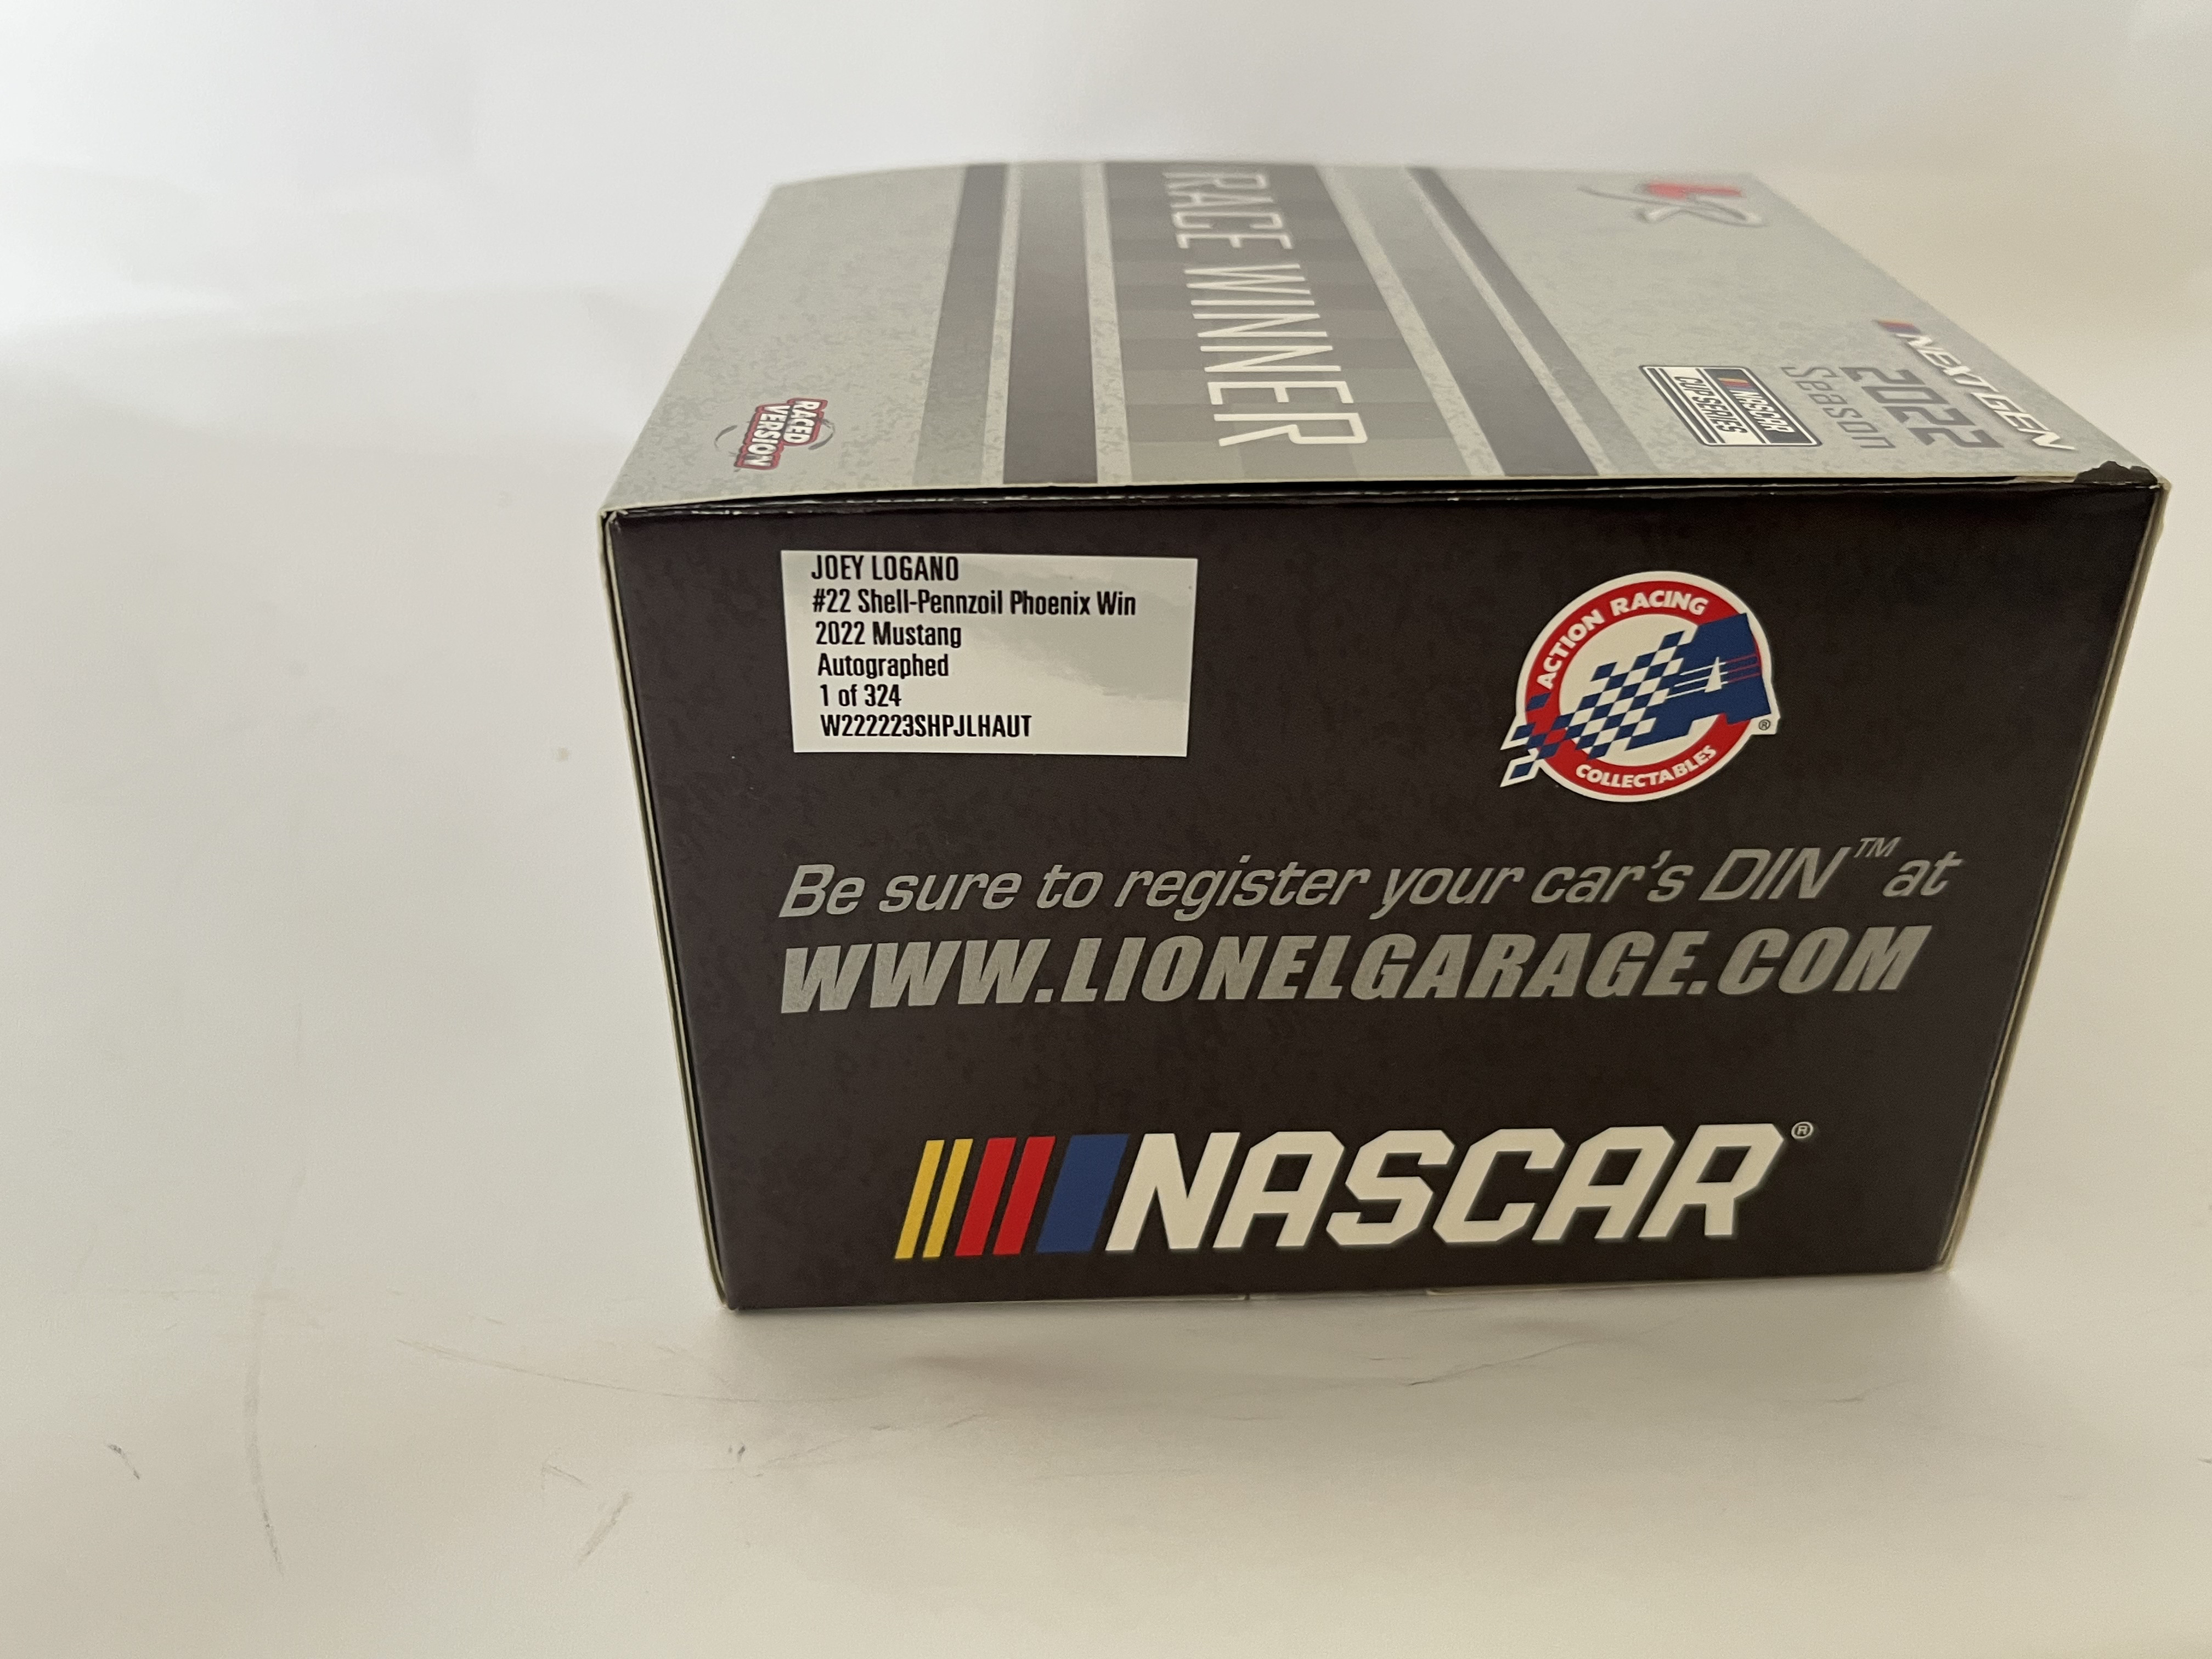 RACE WINNER
LR
NEXTGEN
2022
Season
NASCAR
CUP SERIES
RACED
VERSION
JOEY LOGANO
#22 Shell-Pennzoil Phoenix Win
2022 Mustang
Autographed
1 of 324
W222223SHPJLHAUT
ACTION RACING
A
®
COLLECTABLES
Be sure to register your car's DIN™ at
WWW.LIONELGARAGE.COM
NASCAR®